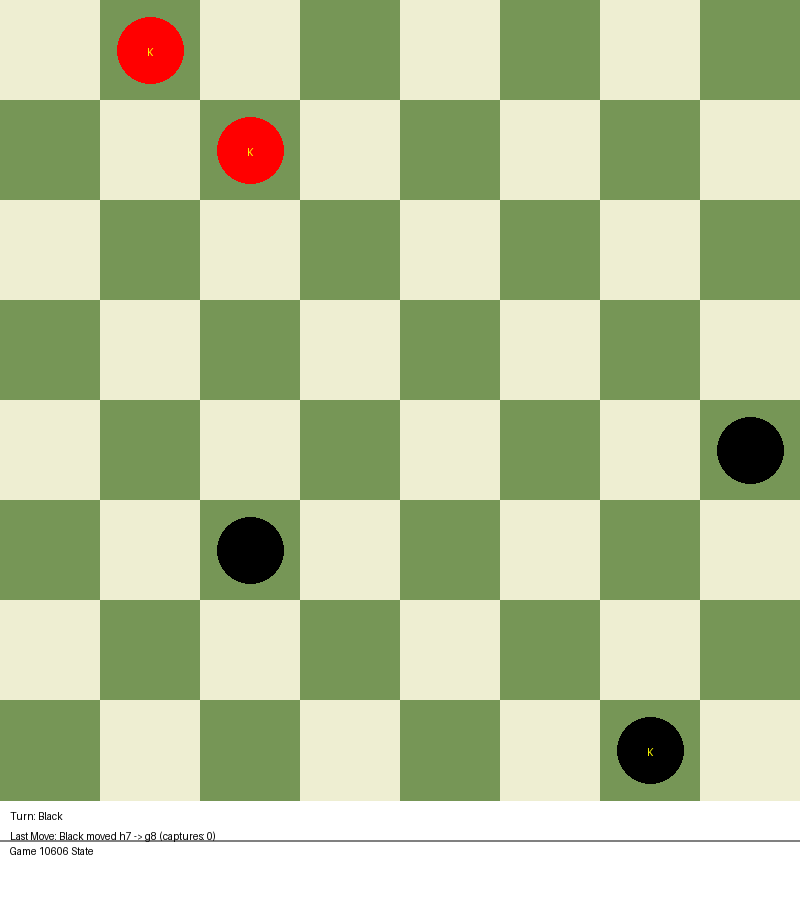 K
K
K
Turn: Black
Last Move: Black moved h7 -> g8 (captures: 0)
Game 10606 State